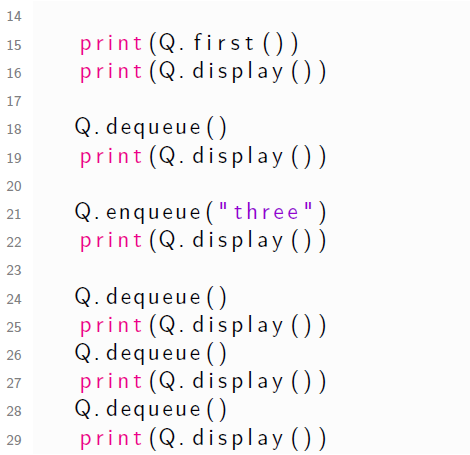 14
15 print(Q.first())
16 print(Q.display())
17
18 Q.dequeue()
19 print(Q.display())
20
21 Q.enqueue("three")
22 print(Q.display())
23
24 Q.dequeue()
25 print(Q.display())
26 Q.dequeue()
27 print(Q.display())
28 Q.dequeue()
29 print(Q.display())